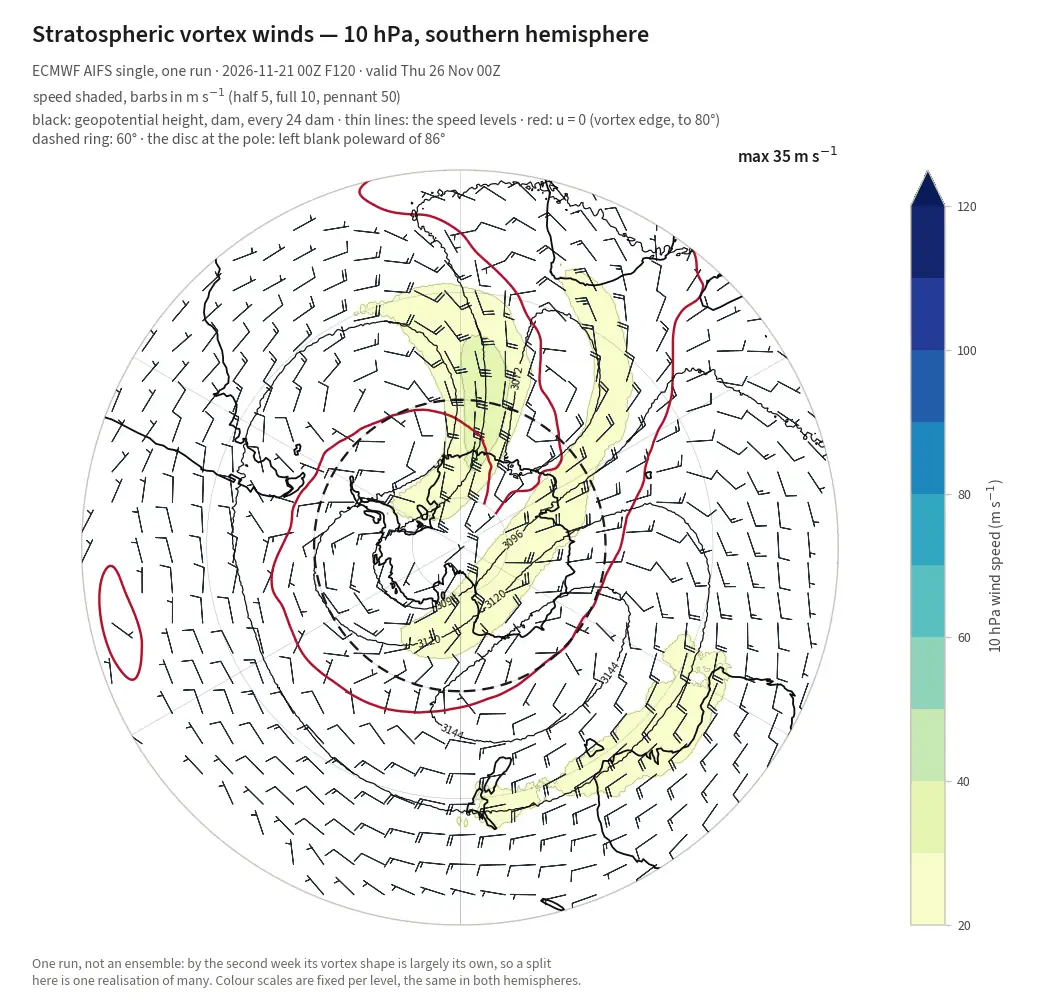 Stratospheric vortex winds — 10 hPa, southern hemisphere
ECMWF AIFS single, one run · 2026-11-21 00Z F120 · valid Thu 26 Nov 00Z
speed shaded, barbs in m s⁻¹ (half 5, full 10, pennant 50)
black: geopotential height, dam, every 24 dam · thin lines: the speed levels · red: u = 0 (vortex edge, to 80°)
dashed ring: 60° · the disc at the pole: left blank poleward of 86°
max 35 m s⁻¹
120
100
80
60
40
20
10 hPa wind speed (m s⁻¹)
3072
3096
3120
3120
3144
3144
One run, not an ensemble: by the second week its vortex shape is largely its own, so a split
here is one realisation of many. Colour scales are fixed per level, the same in both hemispheres.